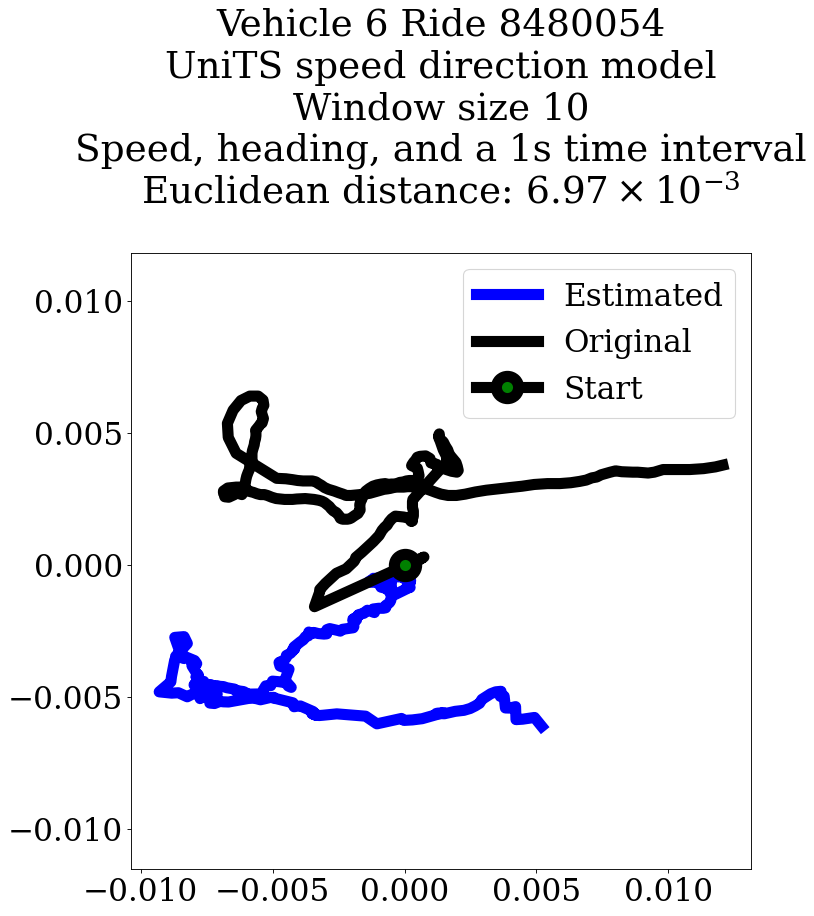 Vehicle 6 Ride 8480054
UniTS speed direction model
Window size 10
Speed, heading, and a 1s time interval
Euclidean distance: 6.97 × 10⁻³
Estimated
Original
Start
0.010
0.005
0.000
−0.005
−0.010
−0.010 −0.005 0.000 0.005 0.010